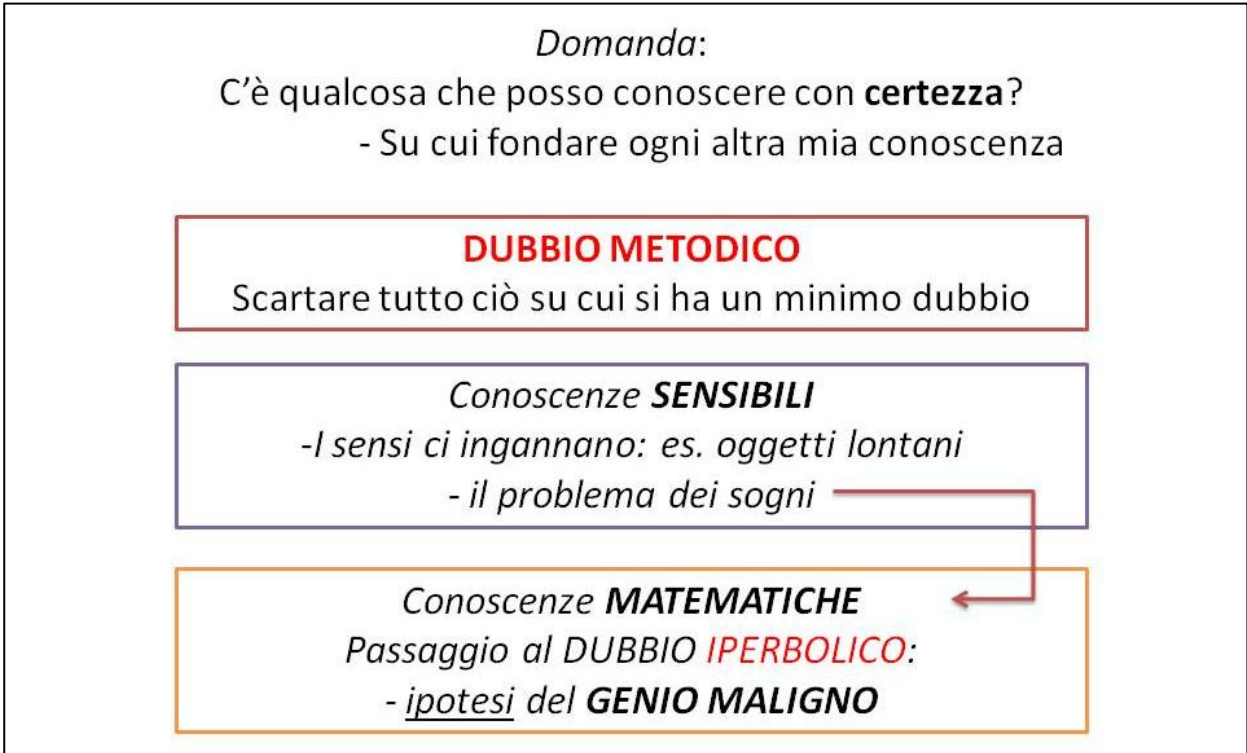 Domanda:
C'è qualcosa che posso conoscere con certezza?
- Su cui fondare ogni altra mia conoscenza
DUBBIO METODICO
Scartare tutto ciò su cui si ha un minimo dubbio
Conoscenze SENSIBILI
-I sensi ci ingannano: es. oggetti lontani
- il problema dei sogni
Conoscenze MATEMATICHE
Passaggio al DUBBIO IPERBOLICO:
- ipotesi del GENIO MALIGNO